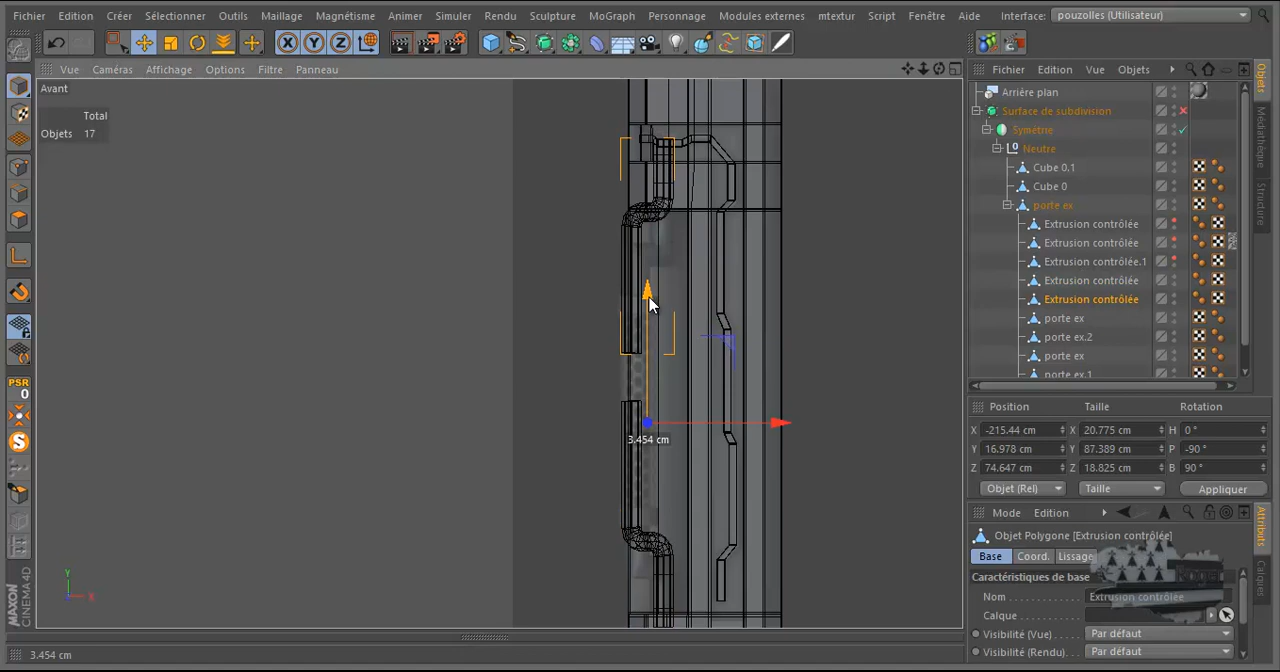 Fichier Edition Créer Sélectionner Outils Maillage Magnétisme Animer Simuler Rendu Sculpture MoGraph Personnage Modules externes mtextur Script Fenêtre Aide Interface: pouzolles (Utilisateur)
X Y Z
Vue Caméras Affichage Options Filtre Panneau
Fichier Edition Vue Objets
Avant
Total
Objets 17
Arriére plan
Surface de subdivision
Symétrie
Neutre
Cube 0.1
Cube 0
porte ex
Extrusion contrôlée
Extrusion contrôlée
Extrusion contrôlée.1
Extrusion contrôlée
Extrusion contrôlée
porte ex
porte ex.2
porte ex
porte ex.1
Objets
Médiathèque
Structure
PSR
0
S
3.454 cm
Position Taille Rotation
X -215.44 cm X 20.775 cm H 0 °
Y 16.978 cm Y 87.389 cm P -90 °
Z 74.647 cm Z 18.825 cm B 90 °
Objet (Rel) Taille Appliquer
Mode Edition
Objet Polygone [Extrusion contrôlée]
Base Coord. Lissage
Caractéristiques de base
Nom Extrusion contrôlée
Calque
Visibilité (Vue) Par défaut
Visibilité (Rendu) Par défaut
Attributs
Calques
Y
X
MAXON
CINEMA 4D
3.454 cm